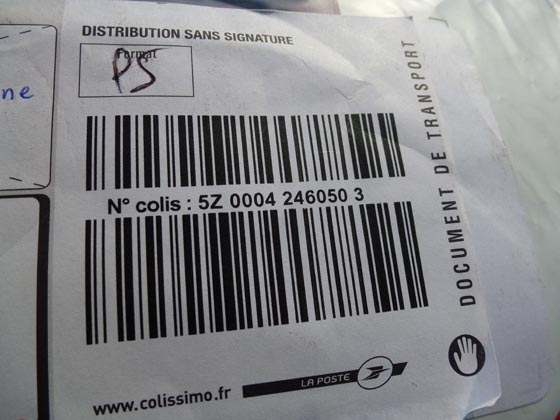 DISTRIBUTION SANS SIGNATURE
Format
PS
ne
N° colis : 5Z 0004 246050 3
DOCUMENT DE TRANSPORT
www.colissimo.fr
LA POSTE